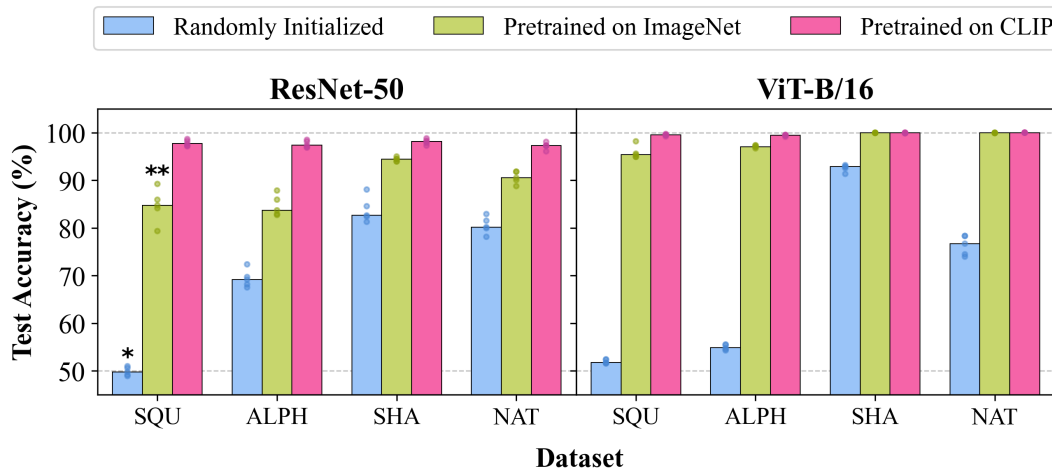 Randomly Initialized Pretrained on ImageNet Pretrained on CLIP
ResNet-50 ViT-B/16
Test Accuracy (%)
100
90
80
70
60
50
**
*
SQU ALPH SHA NAT SQU ALPH SHA NAT
Dataset